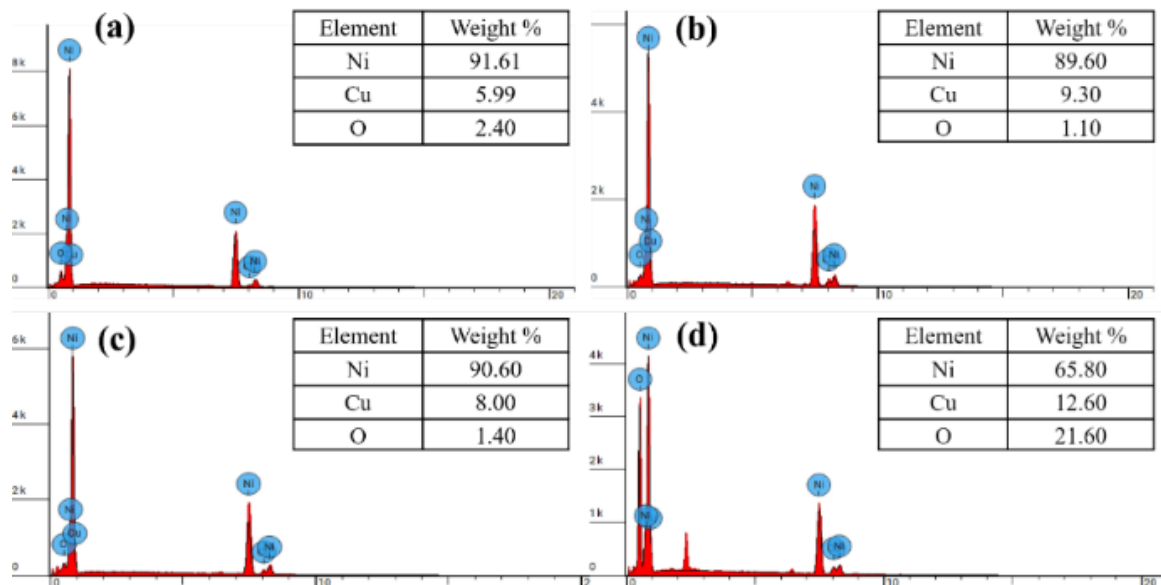 (a)
Element Weight %
Ni 91.61
Cu 5.99
O 2.40
8k
6k
4k
2k
0
Ni
Ni
O
u
Ni
Ni
0 10 20
(b)
Element Weight %
Ni 89.60
Cu 9.30
O 1.10
4k
2k
0
Ni
Ni
Cu
O
Ni
Ni
0 10 20
(c)
Element Weight %
Ni 90.60
Cu 8.00
O 1.40
6k
4k
2k
0
Ni
Ni
Cu
O
Ni
Ni
0 10 2
(d)
Element Weight %
Ni 65.80
Cu 12.60
O 21.60
4k
3k
2k
1k
0
Ni
O
Ni
Ni
Ni
0 10 20